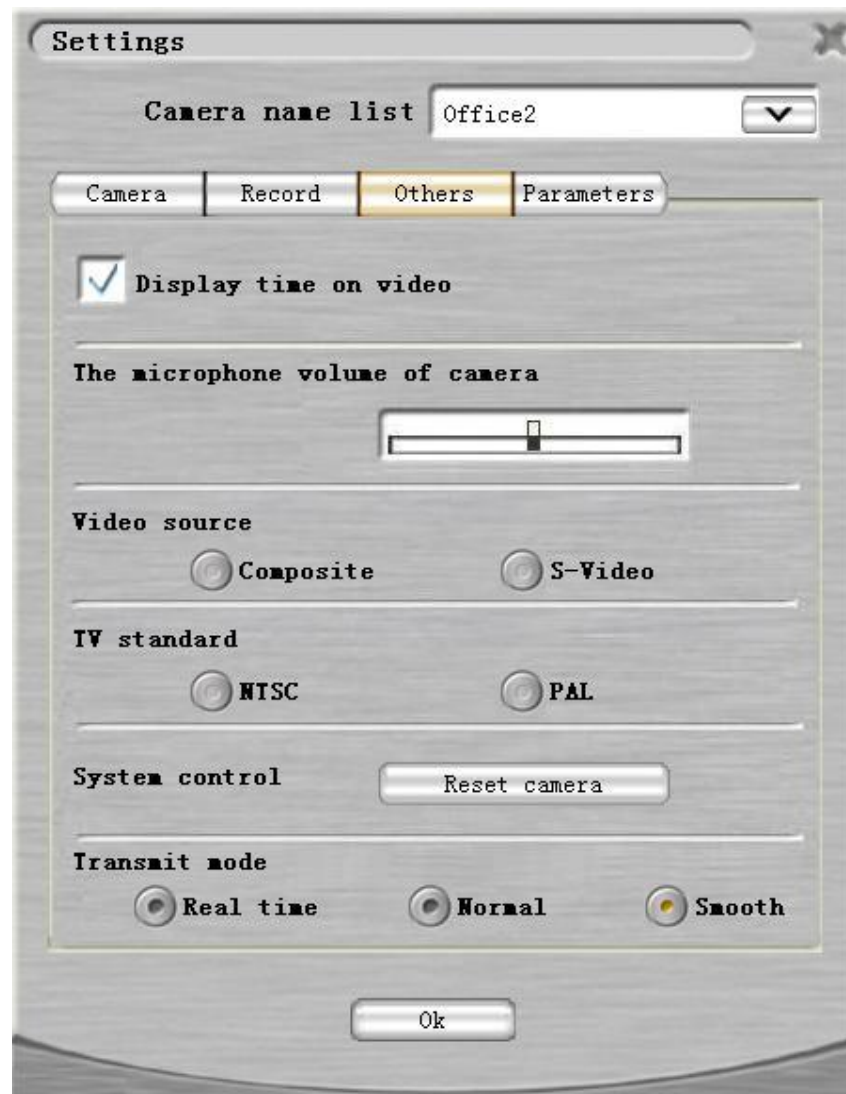 Settings
Camera name list Office2
Camera Record Others Parameters
Display time on video
The microphone volume of camera
Video source
Composite S-Video
TV standard
NTSC PAL
System control Reset camera
Transmit mode
Real time Normal Smooth
Ok